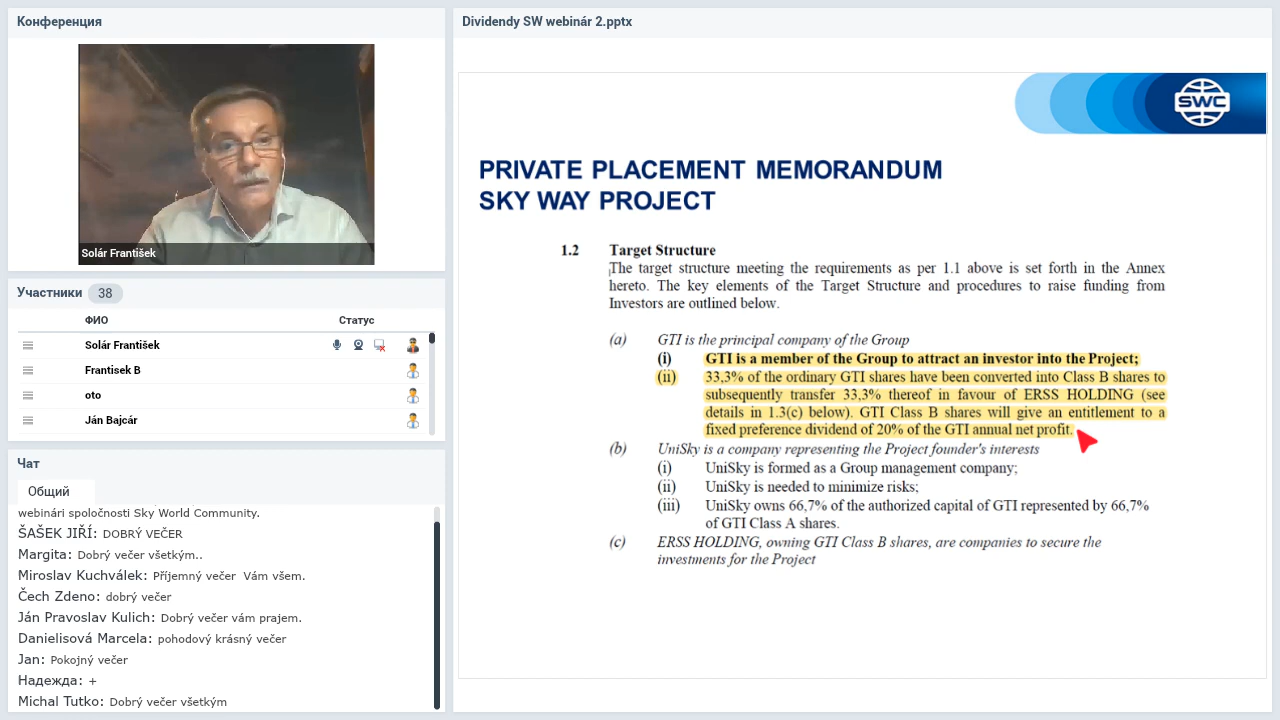 Конференция
Solár František
Участники 38
ФИО Статус
Solár František
Frantisek B
oto
Ján Bajcár
Чат
Общий
webinári spoločnosti Sky World Community.
ŠAŠEK JIŘÍ: DOBRÝ VEČER
Margita: Dobrý večer všetkým..
Miroslav Kuchválek: Příjemný večer Vám všem.
Čech Zdeno: dobrý večer
Ján Pravoslav Kulich: Dobrý večer vám prajem.
Danielisová Marcela: pohodový krásný večer
Jan: Pokojný večer
Надежда: +
Michal Tutko: Dobrý večer všetkým
Dividendy SW webinár 2.pptx
SWC
PRIVATE PLACEMENT MEMORANDUM
SKY WAY PROJECT
1.2 Target Structure
The target structure meeting the requirements as per 1.1 above is set forth in the Annex
hereto. The key elements of the Target Structure and procedures to raise funding from
Investors are outlined below.
(a) GTI is the principal company of the Group
(i) GTI is a member of the Group to attract an investor into the Project;
(ii) 33,3% of the ordinary GTI shares have been converted into Class B shares to
subsequently transfer 33,3% thereof in favour of ERSS HOLDING (see
details in 1.3(c) below). GTI Class B shares will give an entitlement to a
fixed preference dividend of 20% of the GTI annual net profit.
(b) UniSky is a company representing the Project founder's interests
(i) UniSky is formed as a Group management company;
(ii) UniSky is needed to minimize risks;
(iii) UniSky owns 66,7% of the authorized capital of GTI represented by 66,7%
of GTI Class A shares.
(c) ERSS HOLDING, owning GTI Class B shares, are companies to secure the
investments for the Project